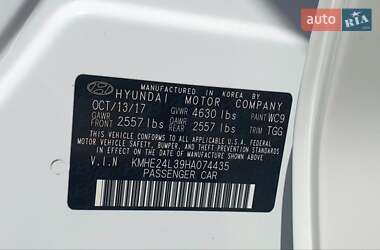 auto RIA
MANUFACTURED IN KOREA BY
HYUNDAI MOTOR COMPANY
OCT/13/17 GVWR 4630 lbs PAINT WC9
GAWR FRONT 2557 lbs GAWR REAR 2557 lbs TRIM TGG
THIS VEHICLE CONFORMS TO ALL APPLICABLE U.S. FEDERAL
MOTOR VEHICLE SAFETY, BUMPER, AND THEFT PREVENTION
STANDARDS IN EFFECT ON THE DATE OF MANUFACTURE
SHOWN ABOVE.
V.I.N KMHE24L39HA074435
PASSENGER CAR